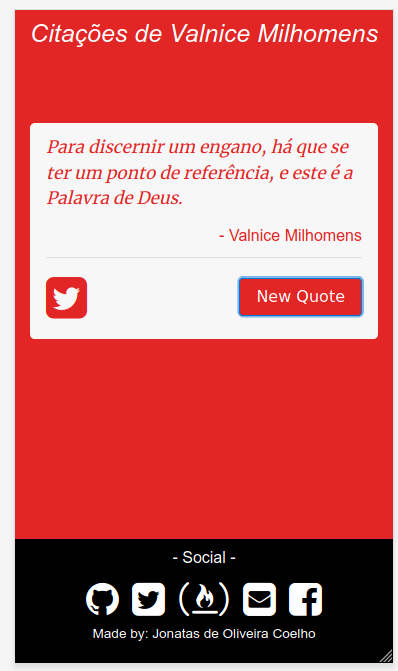 Citações de Valnice Milhomens
Para discernir um engano, há que se
ter um ponto de referência, e este é a
Palavra de Deus.
- Valnice Milhomens
New Quote
- Social -
Made by: Jonatas de Oliveira Coelho